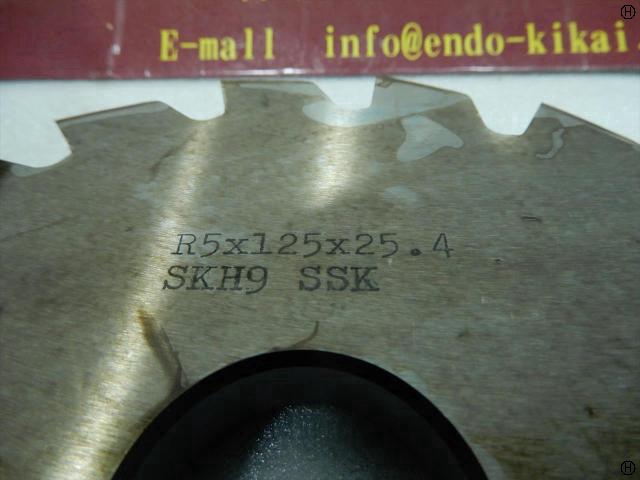 E-mall info@endo-kikai
R5x125x25.4
SKH9 SSK
H
H